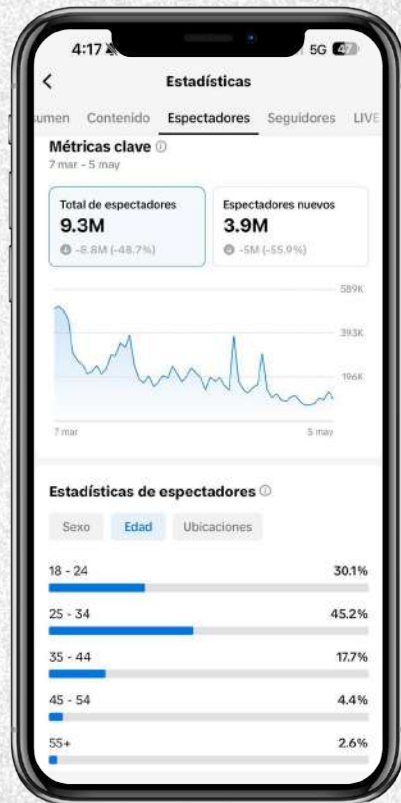 4:17
5G 47
Estadísticas
umen Contenido Espectadores Seguidores LIVE
Métricas clave
7 mar - 5 may
Total de espectadores
9.3M
-8.8M (-48.7%)
Espectadores nuevos
3.9M
-5M (-55.9%)
589K
393K
196K
7 mar
5 may
Estadísticas de espectadores
Sexo Edad Ubicaciones
18 - 24 30.1%
25 - 34 45.2%
35 - 44 17.7%
45 - 54 4.4%
55+ 2.6%